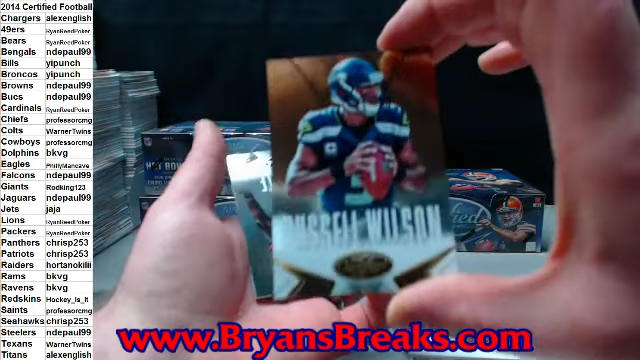 2014 Certified Football
Chargers alexenglish
49ers RyanReedPoker
Bears RyanReedPoker
Bengals ndepaul99
Bills yipunch
Broncos yipunch
Browns ndepaul99
Bucs ndepaul99
Cardinals RyanReedPoker
Chiefs professorcmg
Colts WarnerTwins
Cowboys professorcmg
Dolphins bkvg
Eagles PhillyMancave
Falcons ndepaul99
Giants Rodking123
Jaguars ndepaul99
Jets jaja
Lions RyanReedPoker
Packers RyanReedPoker
Panthers chrisp253
Patriots chrisp253
Raiders hortanokilii
Rams bkvg
Ravens bkvg
Redskins Hockey_Is_It
Saints professorcmg
Seahawks chrisp253
Steelers ndepaul99
Texans WarnerTwins
Titans alexenglish
RUSSELL WILSON
www.BryansBreaks.com